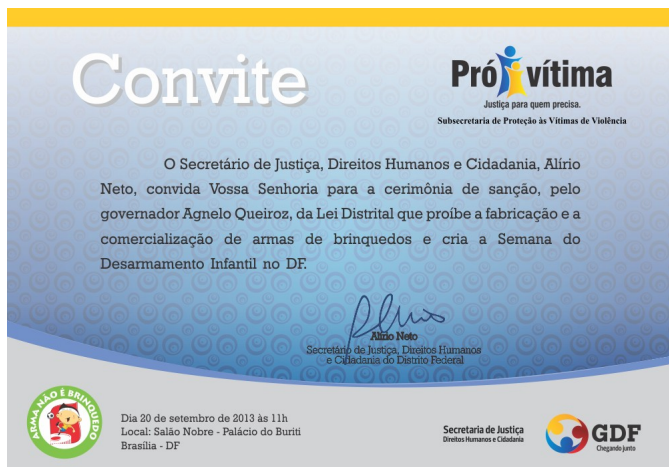 Convite
Pró vítima
Justiça para quem precisa.
Subsecretaria de Proteção às Vítimas de Violência
O Secretário de Justiça, Direitos Humanos e Cidadania, Alírio
Neto, convida Vossa Senhoria para a cerimônia de sanção, pelo
governador Agnelo Queiroz, da Lei Distrital que proíbe a fabricação e a
comercialização de armas de brinquedos e cria a Semana do
Desarmamento Infantil no DF.
Alírio Neto
Secretário de Justiça, Direitos Humanos
e Cidadania do Distrito Federal
ARMA NÃO É BRINQUEDO
Dia 20 de setembro de 2013 às 11h
Local: Salão Nobre - Palácio do Buriti
Brasília - DF
Secretaria de Justiça
Direitos Humanos e Cidadania
GDF
Chegando junto